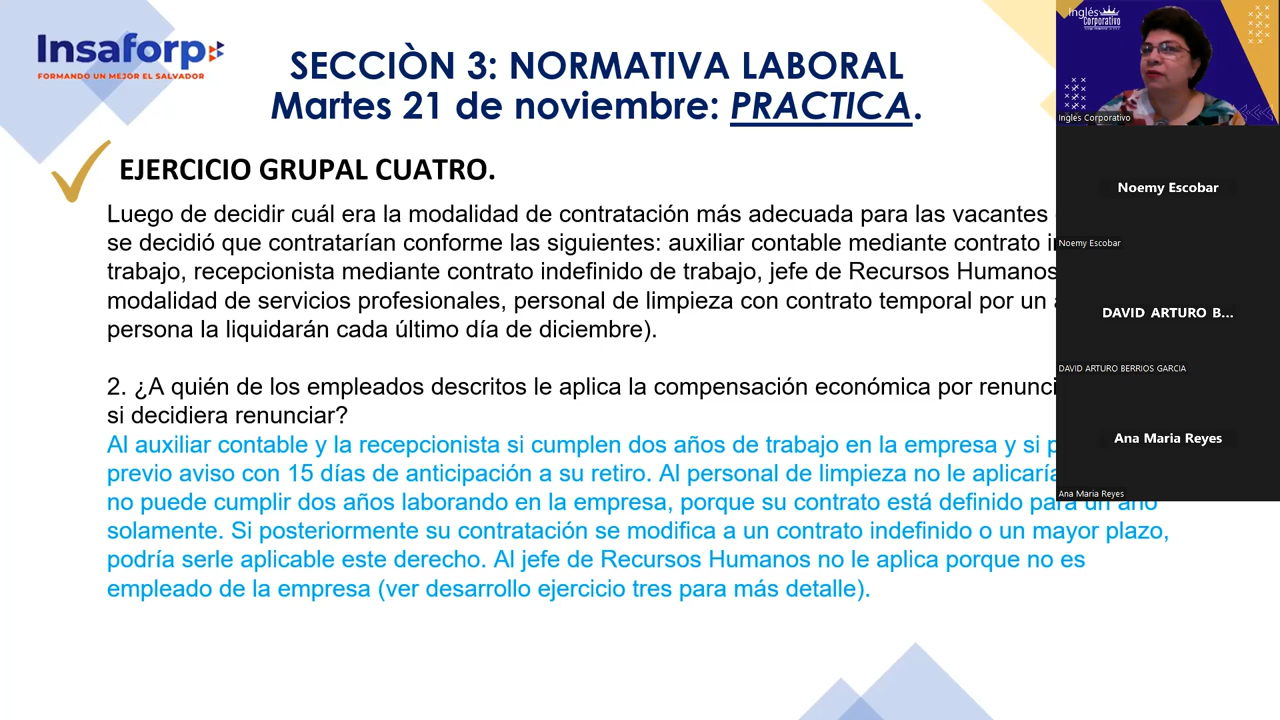 Insaforp
FORMANDO UN MEJOR EL SALVADOR
SECCIÒN 3: NORMATIVA LABORAL
Martes 21 de noviembre: PRACTICA.
EJERCICIO GRUPAL CUATRO.
Luego de decidir cuál era la modalidad de contratación más adecuada para las vacantes
se decidió que contratarían conforme las siguientes: auxiliar contable mediante contrato
trabajo, recepcionista mediante contrato indefinido de trabajo, jefe de Recursos Humanos
modalidad de servicios profesionales, personal de limpieza con contrato temporal por un
persona la liquidarán cada último día de diciembre).
2. ¿A quién de los empleados descritos le aplica la compensación económica por
si decidiera renunciar?
Al auxiliar contable y la recepcionista si cumplen dos años de trabajo en la empresa y si
previo aviso con 15 días de anticipación a su retiro. Al personal de limpieza no le aplicaría
no puede cumplir dos años laborando en la empresa, porque su contrato está definido para un año
solamente. Si posteriormente su contratación se modifica a un contrato indefinido o un mayor plazo,
podría serle aplicable este derecho. Al jefe de Recursos Humanos no le aplica porque no es
empleado de la empresa (ver desarrollo ejercicio tres para más detalle).
Inglés
Corporativo
Inglés Corporativo
Noemy Escobar
Noemy Escobar
DAVID ARTURO B...
DAVID ARTURO BERRIOS GARCIA
Ana Maria Reyes
Ana Maria Reyes